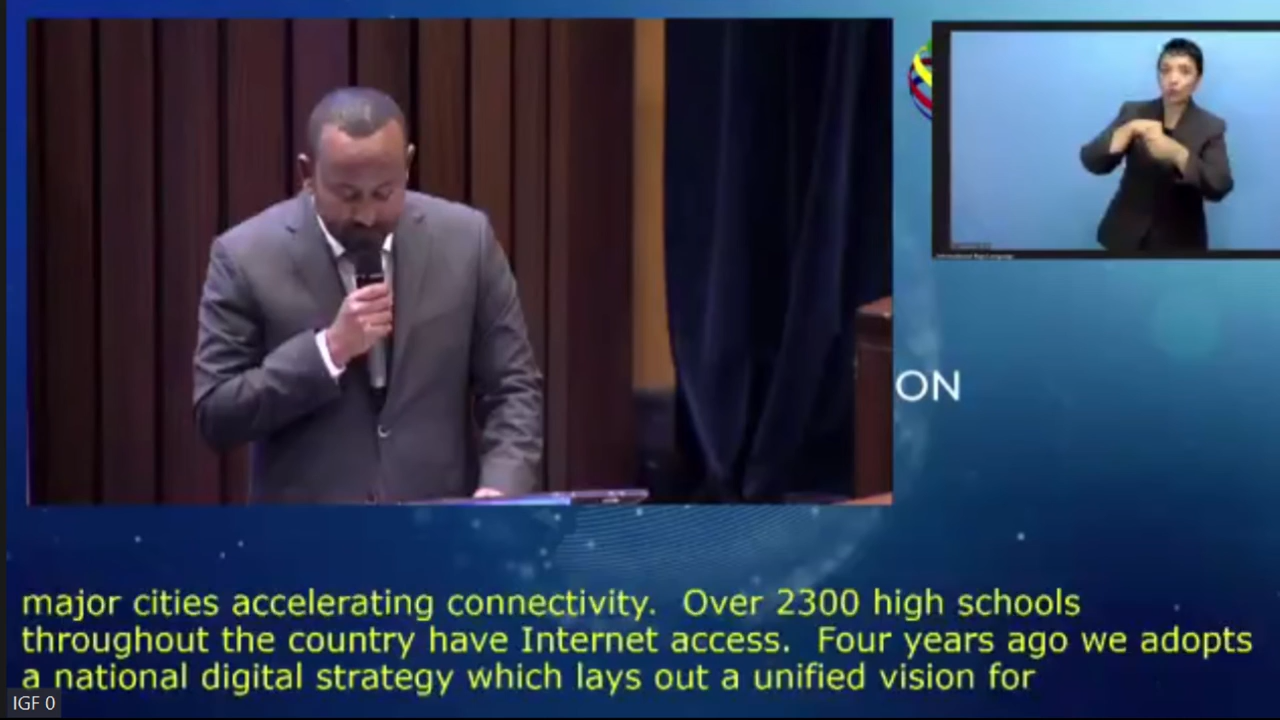 ON
major cities accelerating connectivity.  Over 2300 high schools
throughout the country have Internet access.  Four years ago we adopts
a national digital strategy which lays out a unified vision for
IGF 0